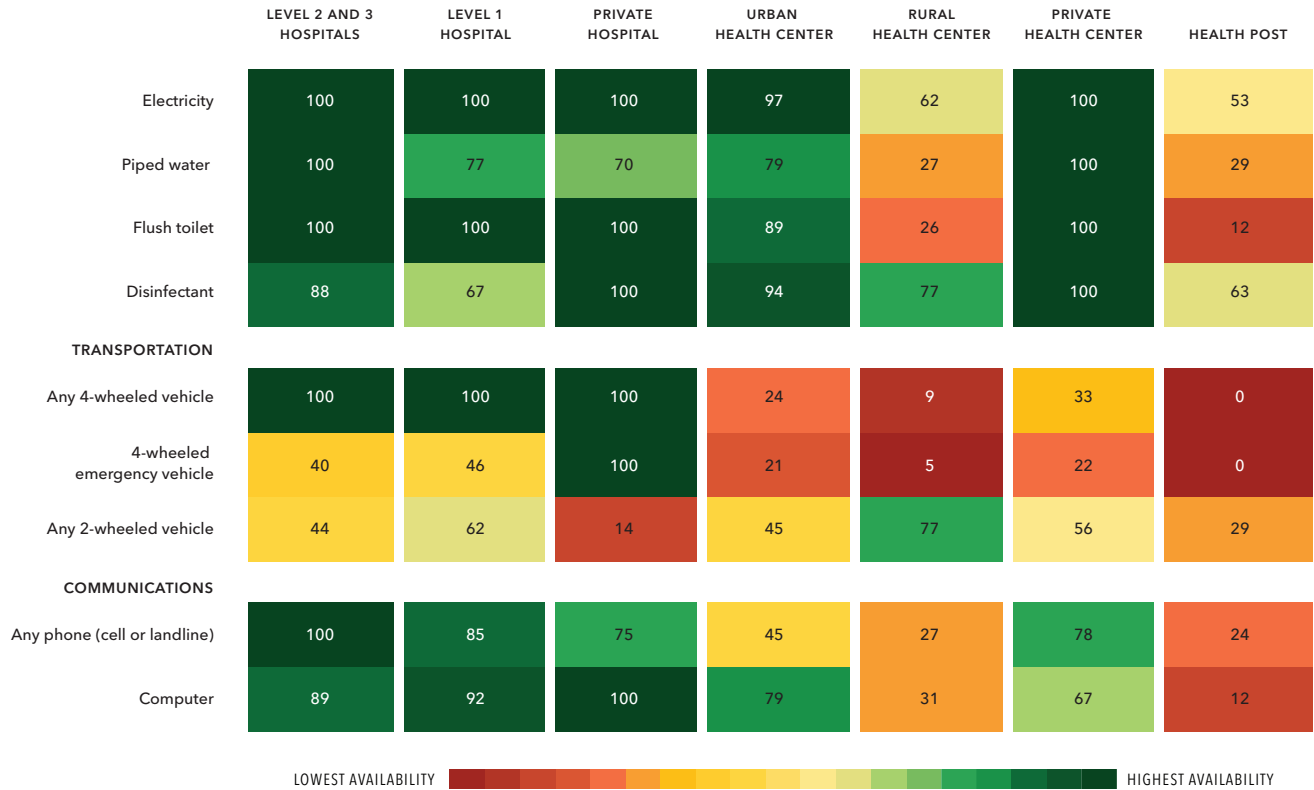 LEVEL 2 AND 3 HOSPITALS
LEVEL 1 HOSPITAL
PRIVATE HOSPITAL
URBAN HEALTH CENTER
RURAL HEALTH CENTER
PRIVATE HEALTH CENTER
HEALTH POST
Electricity 100 100 100 97 62 100 53
Piped water 100 77 70 79 27 100 29
Flush toilet 100 100 100 89 26 100 12
Disinfectant 88 67 100 94 77 100 63
TRANSPORTATION
Any 4-wheeled vehicle 100 100 100 24 9 33 0
4-wheeled emergency vehicle 40 46 100 21 5 22 0
Any 2-wheeled vehicle 44 62 14 45 77 56 29
COMMUNICATIONS
Any phone (cell or landline) 100 85 75 45 27 78 24
Computer 89 92 100 79 31 67 12
LOWEST AVAILABILITY HIGHEST AVAILABILITY